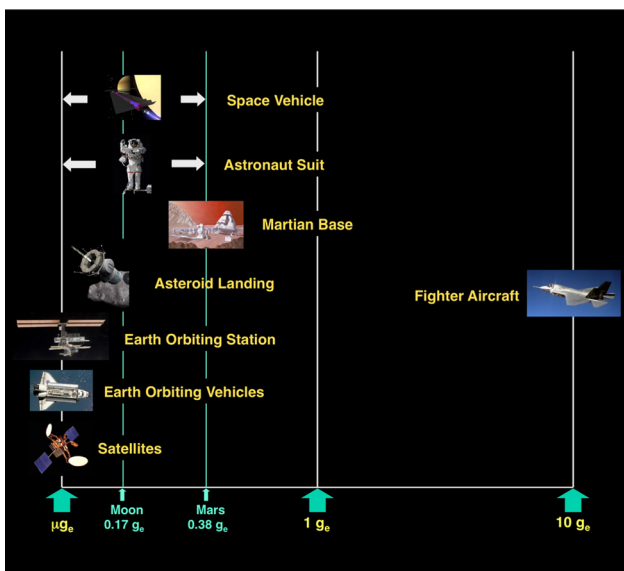 Space Vehicle
Astronaut Suit
Martian Base
Asteroid Landing
Fighter Aircraft
Earth Orbiting Station
Earth Orbiting Vehicles
Satellites
μgₑ
Moon
0.17 gₑ
Mars
0.38 gₑ
1 gₑ
10 gₑ